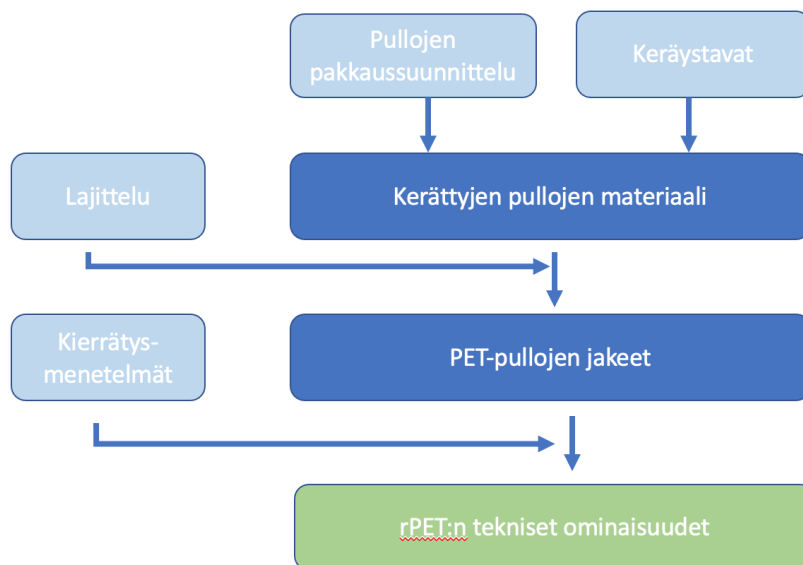 Pullojen
pakkaussuunnittelu
Keräystavat
Lajittelu
Kerättyjen pullojen materiaali
Kierrätys-
menetelmät
PET-pullojen jakeet
rPET:n tekniset ominaisuudet